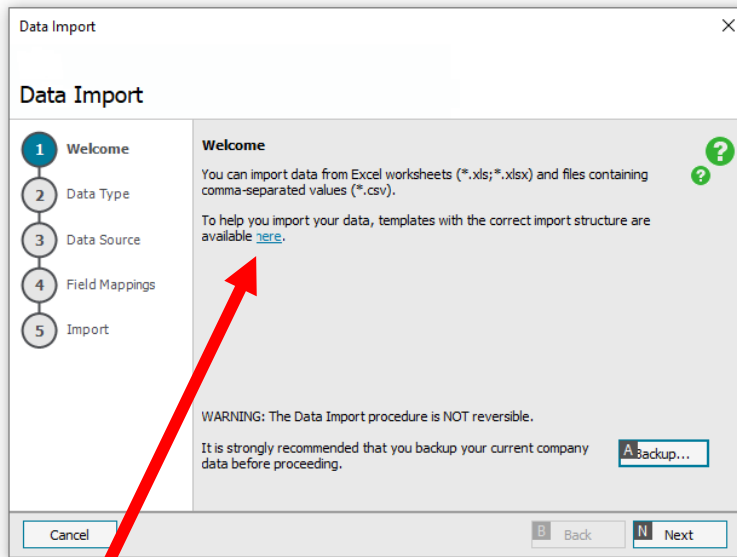 Data Import
Data Import
1 Welcome
2 Data Type
3 Data Source
4 Field Mappings
5 Import
Welcome
You can import data from Excel worksheets (*.xls;*.xlsx) and files containing
comma-separated values (*.csv).
To help you import your data, templates with the correct import structure are
available here.
? ?
WARNING: The Data Import procedure is NOT reversible.
It is strongly recommended that you backup your current company
data before proceeding.
A Backup...
Cancel
B Back
N Next